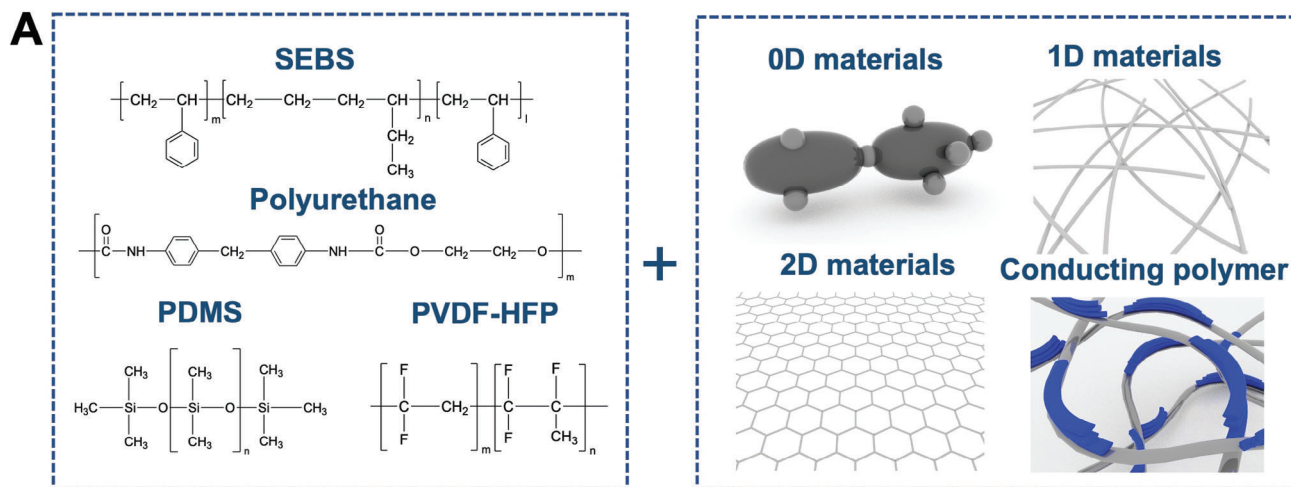 A
SEBS
CH₂ CH m CH₂ CH₂ CH₂ CH n CH₂ CH l
CH₂
CH₃
Polyurethane
O O
C NH CH₂ NH C O O m
PDMS
CH₃ CH₃ CH₃
H₃C Si O Si O Si CH₃
CH₃ CH₃ CH₃
n
PVDF-HFP
F F F
CH₂
F F CH₃
m n
+
0D materials
1D materials
2D materials
Conducting polymer